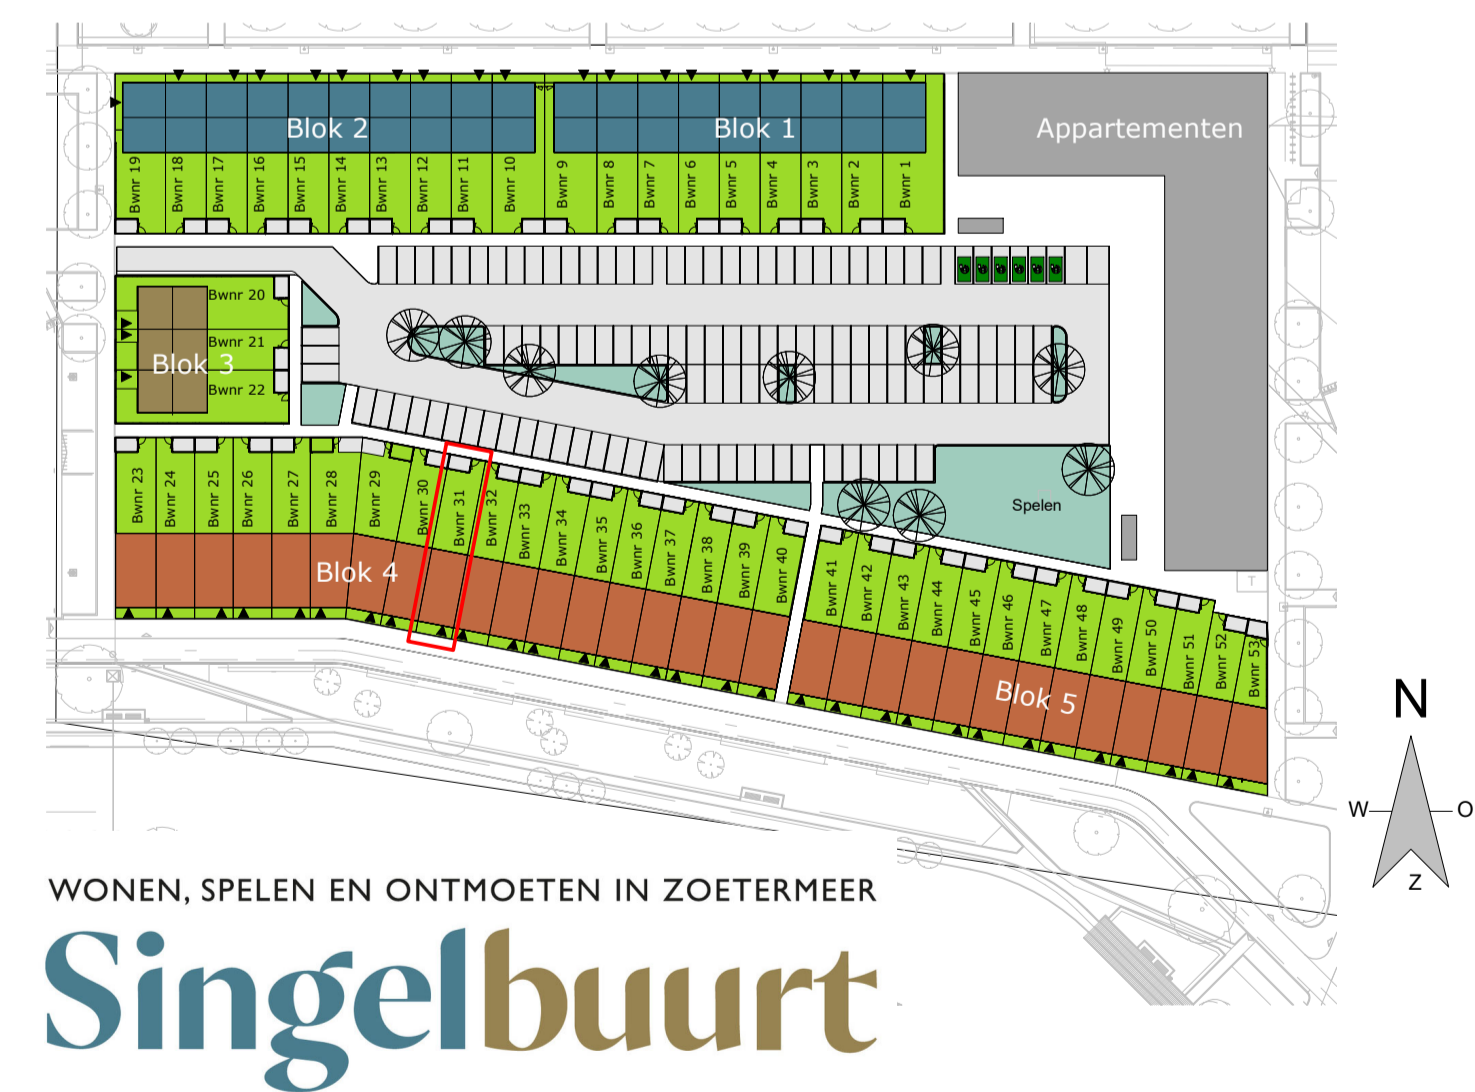 Blok 2
Blok 1
Appartementen
Bwnr 19
Bwnr 18
Bwnr 17
Bwnr 16
Bwnr 15
Bwnr 14
Bwnr 13
Bwnr 12
Bwnr 11
Bwnr 10
Bwnr 9
Bwnr 8
Bwnr 7
Bwnr 6
Bwnr 5
Bwnr 4
Bwnr 3
Bwnr 2
Bwnr 1
Bwnr 20
Bwnr 21
Blok 3
Bwnr 22
Bwnr 23
Bwnr 24
Bwnr 25
Bwnr 26
Bwnr 27
Bwnr 28
Bwnr 29
Bwnr 30
Bwnr 31
Bwnr 32
Bwnr 33
Bwnr 34
Bwnr 35
Bwnr 36
Bwnr 37
Bwnr 38
Bwnr 39
Bwnr 40
Bwnr 41
Bwnr 42
Bwnr 43
Bwnr 44
Bwnr 45
Bwnr 46
Bwnr 47
Bwnr 48
Bwnr 49
Bwnr 50
Bwnr 51
Bwnr 52
Bwnr 53
Spelen
T
Blok 4
Blok 5
N
W
O
Z
WONEN, SPELEN EN ONTMOETEN IN ZOETERMEER
Singelbuurt